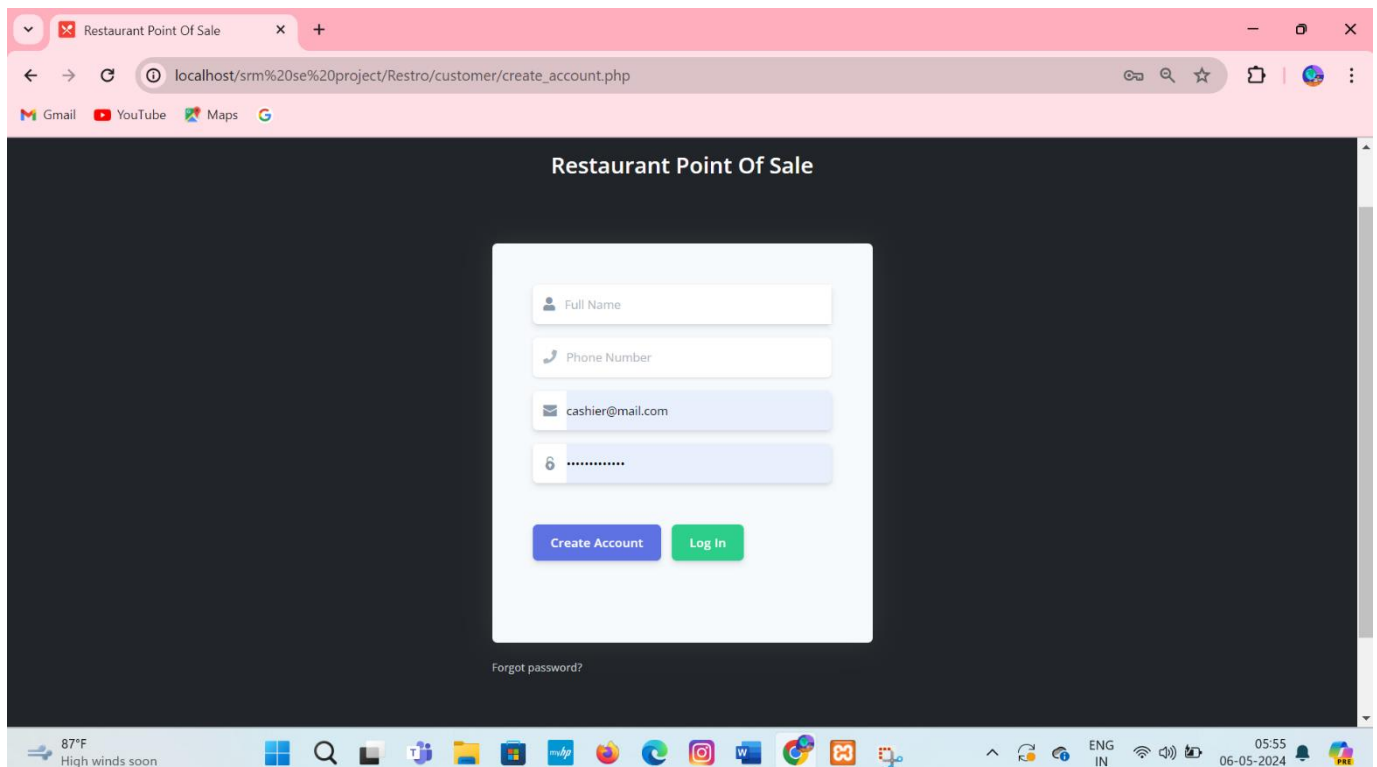 Restaurant Point Of Sale
localhost/srm%20se%20project/Restro/customer/create_account.php
Gmail YouTube Maps
Restaurant Point Of Sale
Full Name
Phone Number
cashier@mail.com
•••••••••••••
Create Account Log In
Forgot password?
87°F
High winds soon
ENG
IN
05:55
06-05-2024
myhp
W
PRE